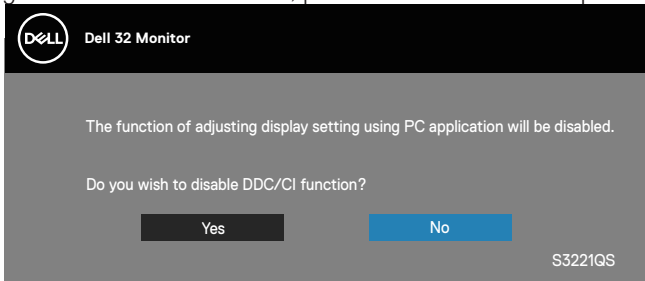 DELL
Dell 32 Monitor
The function of adjusting display setting using PC application will be disabled.
Do you wish to disable DDC/CI function?
Yes
No
S3221QS